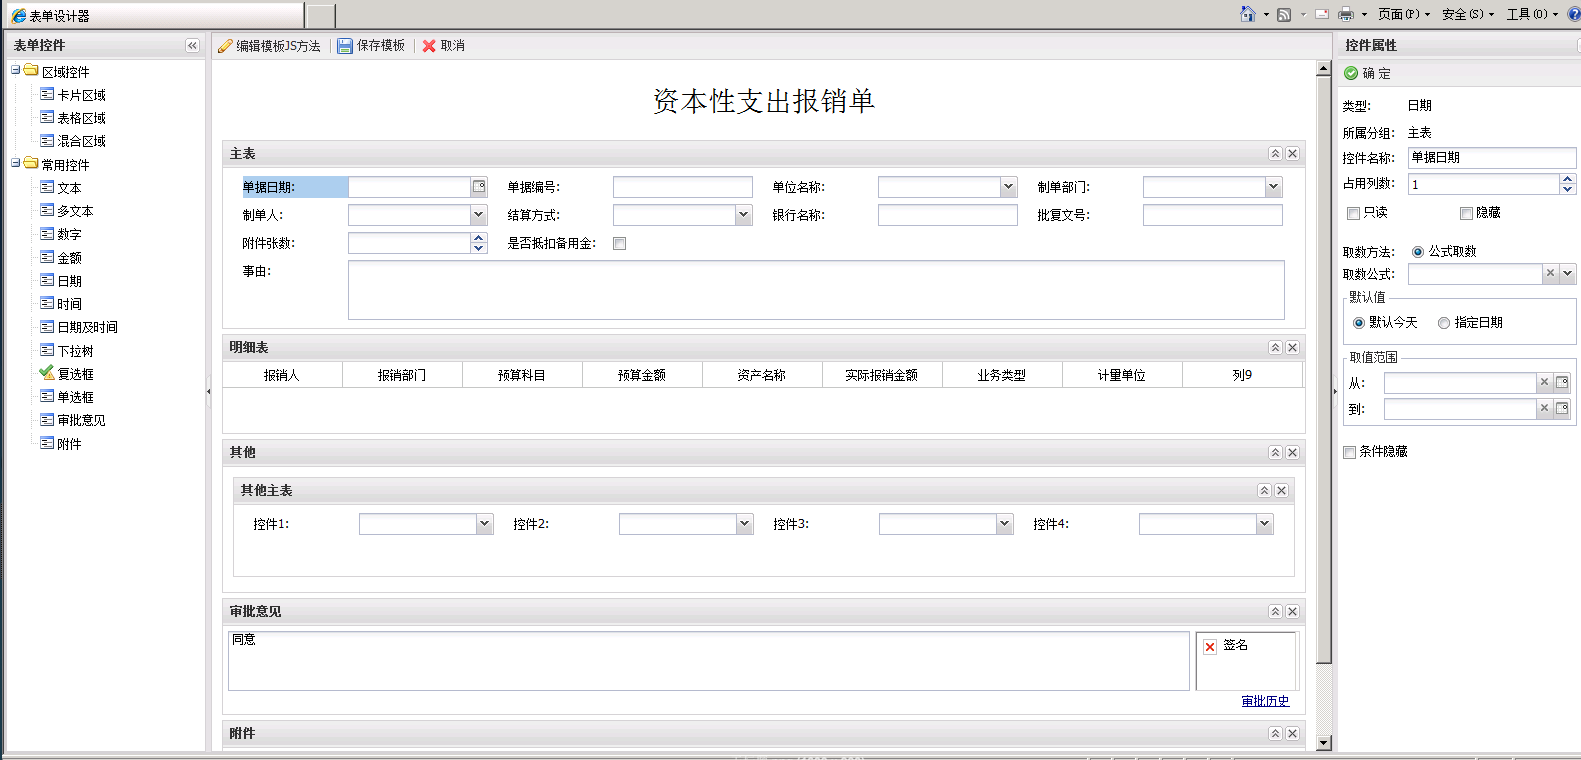 表单设计器
页面(P)
安全(S)
工具(O)
表单控件
区域控件
卡片区域
表格区域
混合区域
常用控件
文本
多文本
数字
金额
日期
时间
日期及时间
下拉树
复选框
单选框
审批意见
附件
编辑模板JS方法
保存模板
取消
资本性支出报销单
主表
单据日期: 单据编号: 单位名称: 制单部门:
制单人: 结算方式: 银行名称: 批复文号:
附件张数: 是否抵扣备用金:
事由:
明细表
报销人 报销部门 预算科目 预算金额 资产名称 实际报销金额 业务类型 计量单位 列9
其他
其他主表
控件1: 控件2: 控件3: 控件4:
审批意见
同意
签名
审批历史
附件
控件属性
确 定
类型: 日期
所属分组: 主表
控件名称: 单据日期
占用列数: 1
只读 隐藏
取数方法: 公式取数
取数公式:
默认值
默认今天 指定日期
取值范围
从:
到:
条件隐藏